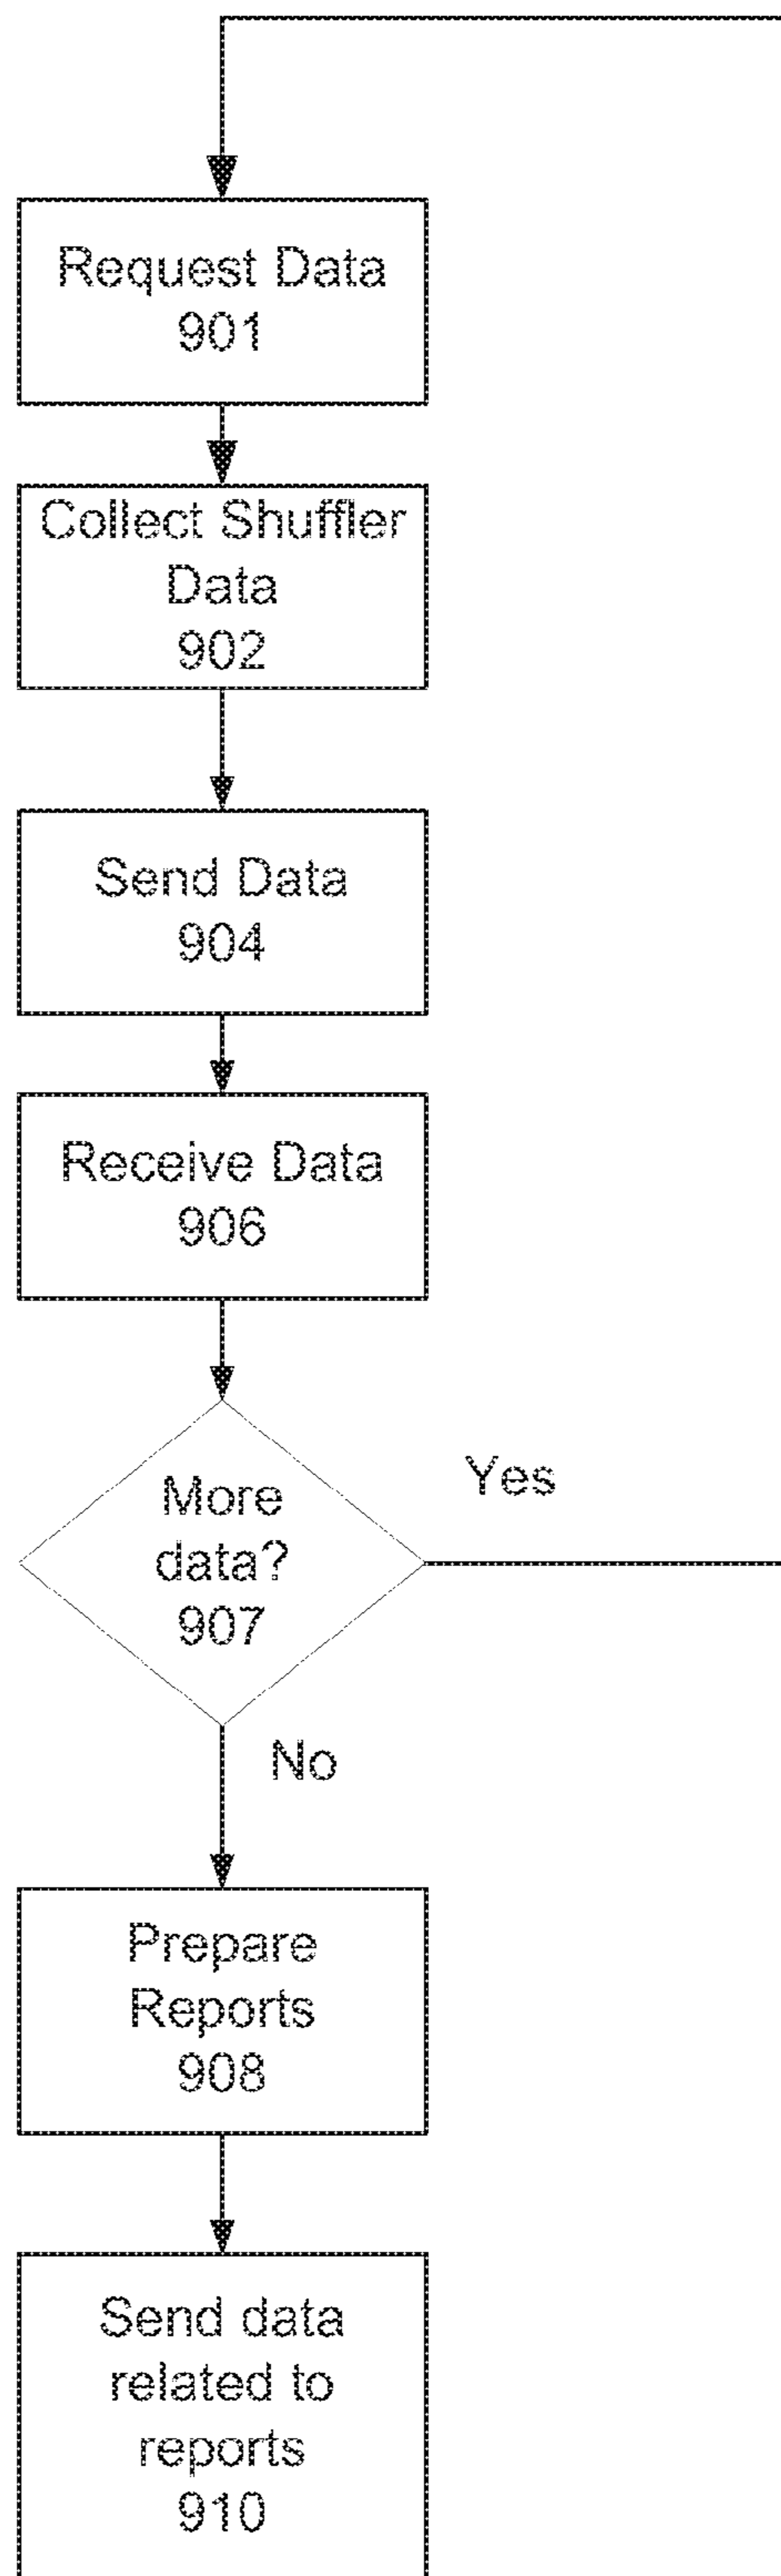 Request Data
901
Collect Shuffler
Data
902
Send Data
904
Receive Data
906
More
data?
907
Yes
No
Prepare
Reports
908
Send data
related to
reports
910